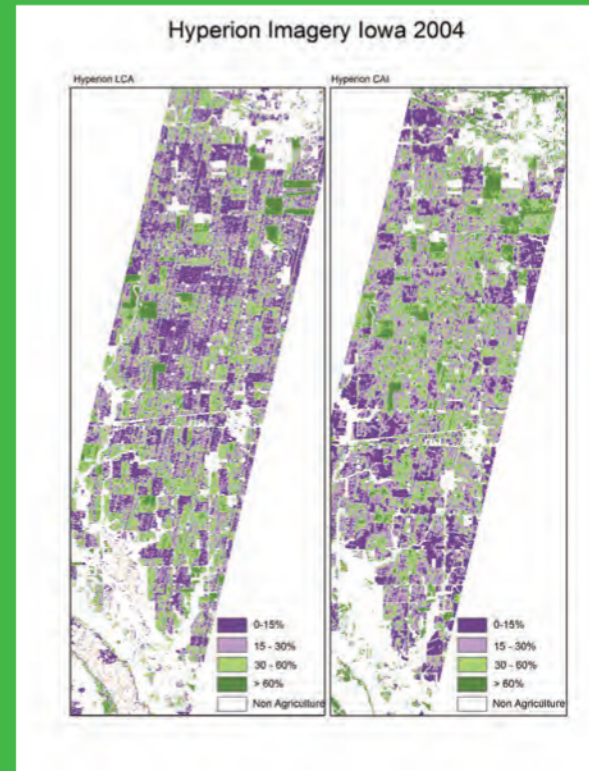 Hyperion Imagery Iowa 2004
Hyperion LCA
Hyperion CAI
0-15%
15 - 30%
30 - 60%
> 60%
Non Agriculture
0-15%
15 - 30%
30 - 60%
> 60%
Non Agriculture